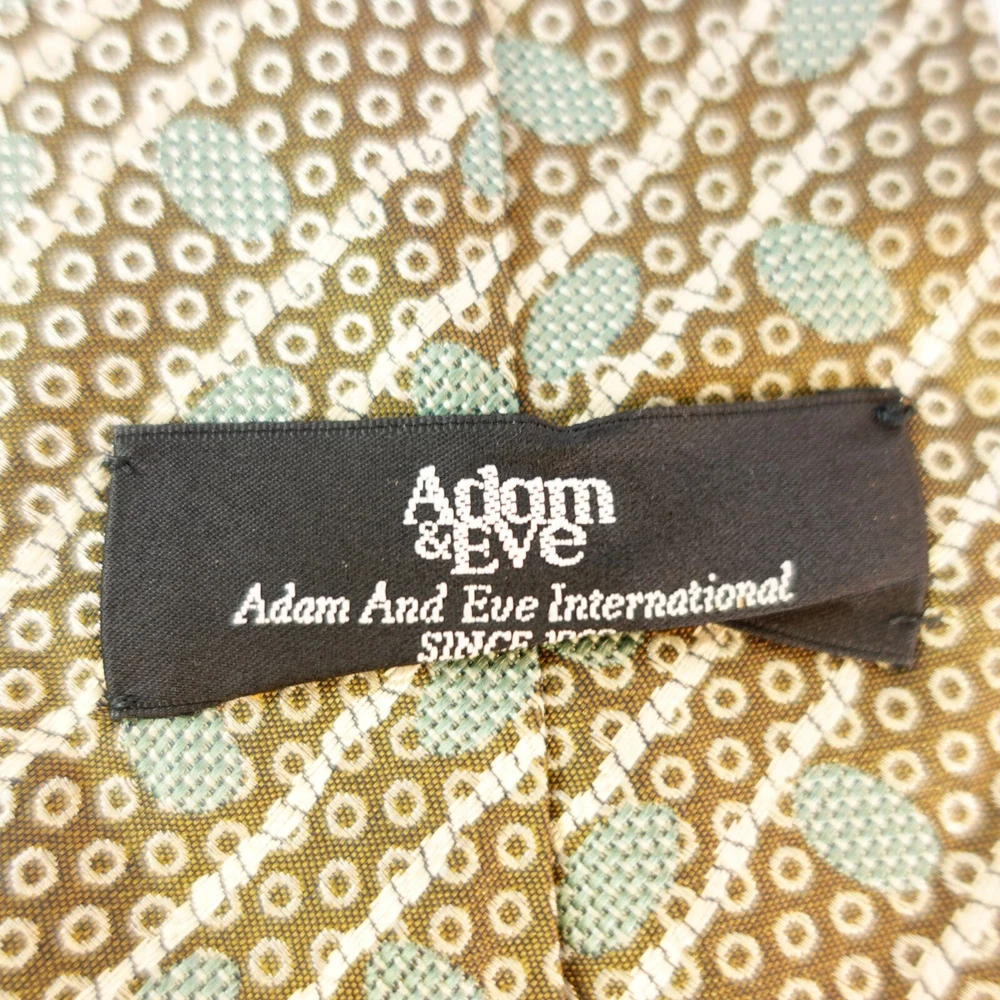 Adam
&Eve
Adam And Eve International
SINCE